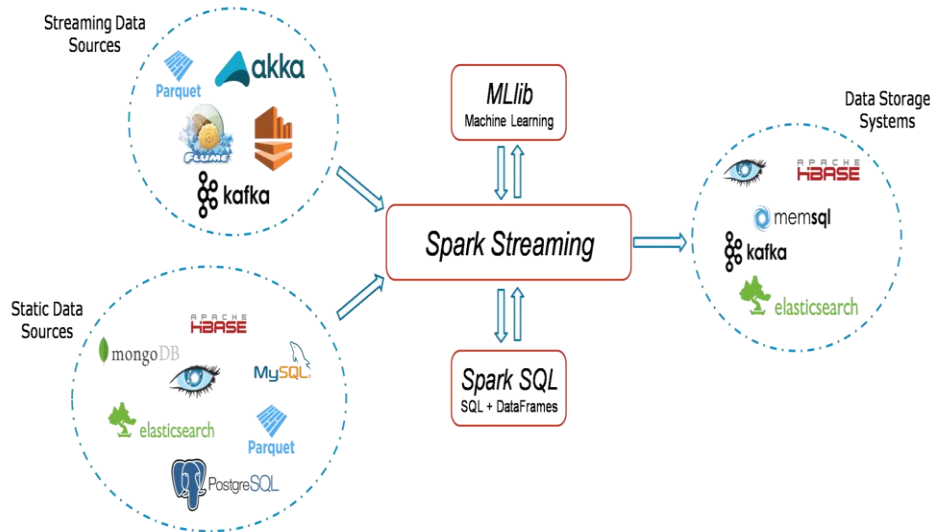 Streaming Data
Sources
Parquet
akka
FLUME
kafka
MLlib
Machine Learning
Data Storage
Systems
APACHE
HBASE
memsql
kafka
elasticsearch
Spark Streaming
Static Data
Sources
APACHE
HBASE
mongoDB
MySQL®
elasticsearch
Parquet
PostgreSQL
Spark SQL
SQL + DataFrames